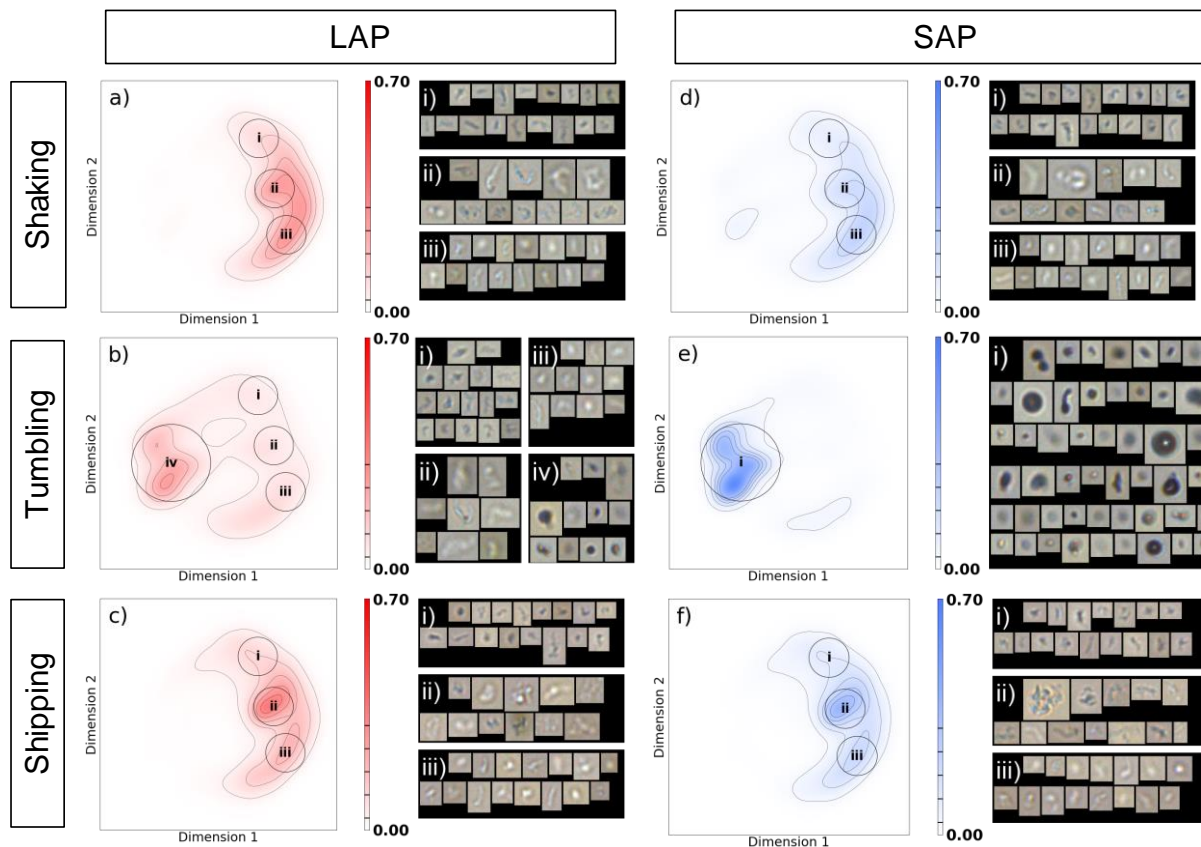 LAP
SAP
Shaking
a)
Dimension 2
Dimension 1
i
ii
iii
0.70
0.00
i)
ii)
iii)
d)
Dimension 2
Dimension 1
i
ii
iii
0.70
0.00
i)
ii)
iii)
Tumbling
b)
Dimension 2
Dimension 1
i
ii
iii
iv
0.70
0.00
i)
iii)
ii)
iv)
e)
Dimension 2
Dimension 1
i
0.70
0.00
i)
Shipping
c)
Dimension 2
Dimension 1
i
ii
iii
0.70
0.00
i)
ii)
iii)
f)
Dimension 2
Dimension 1
i
ii
iii
0.70
0.00
i)
ii)
iii)